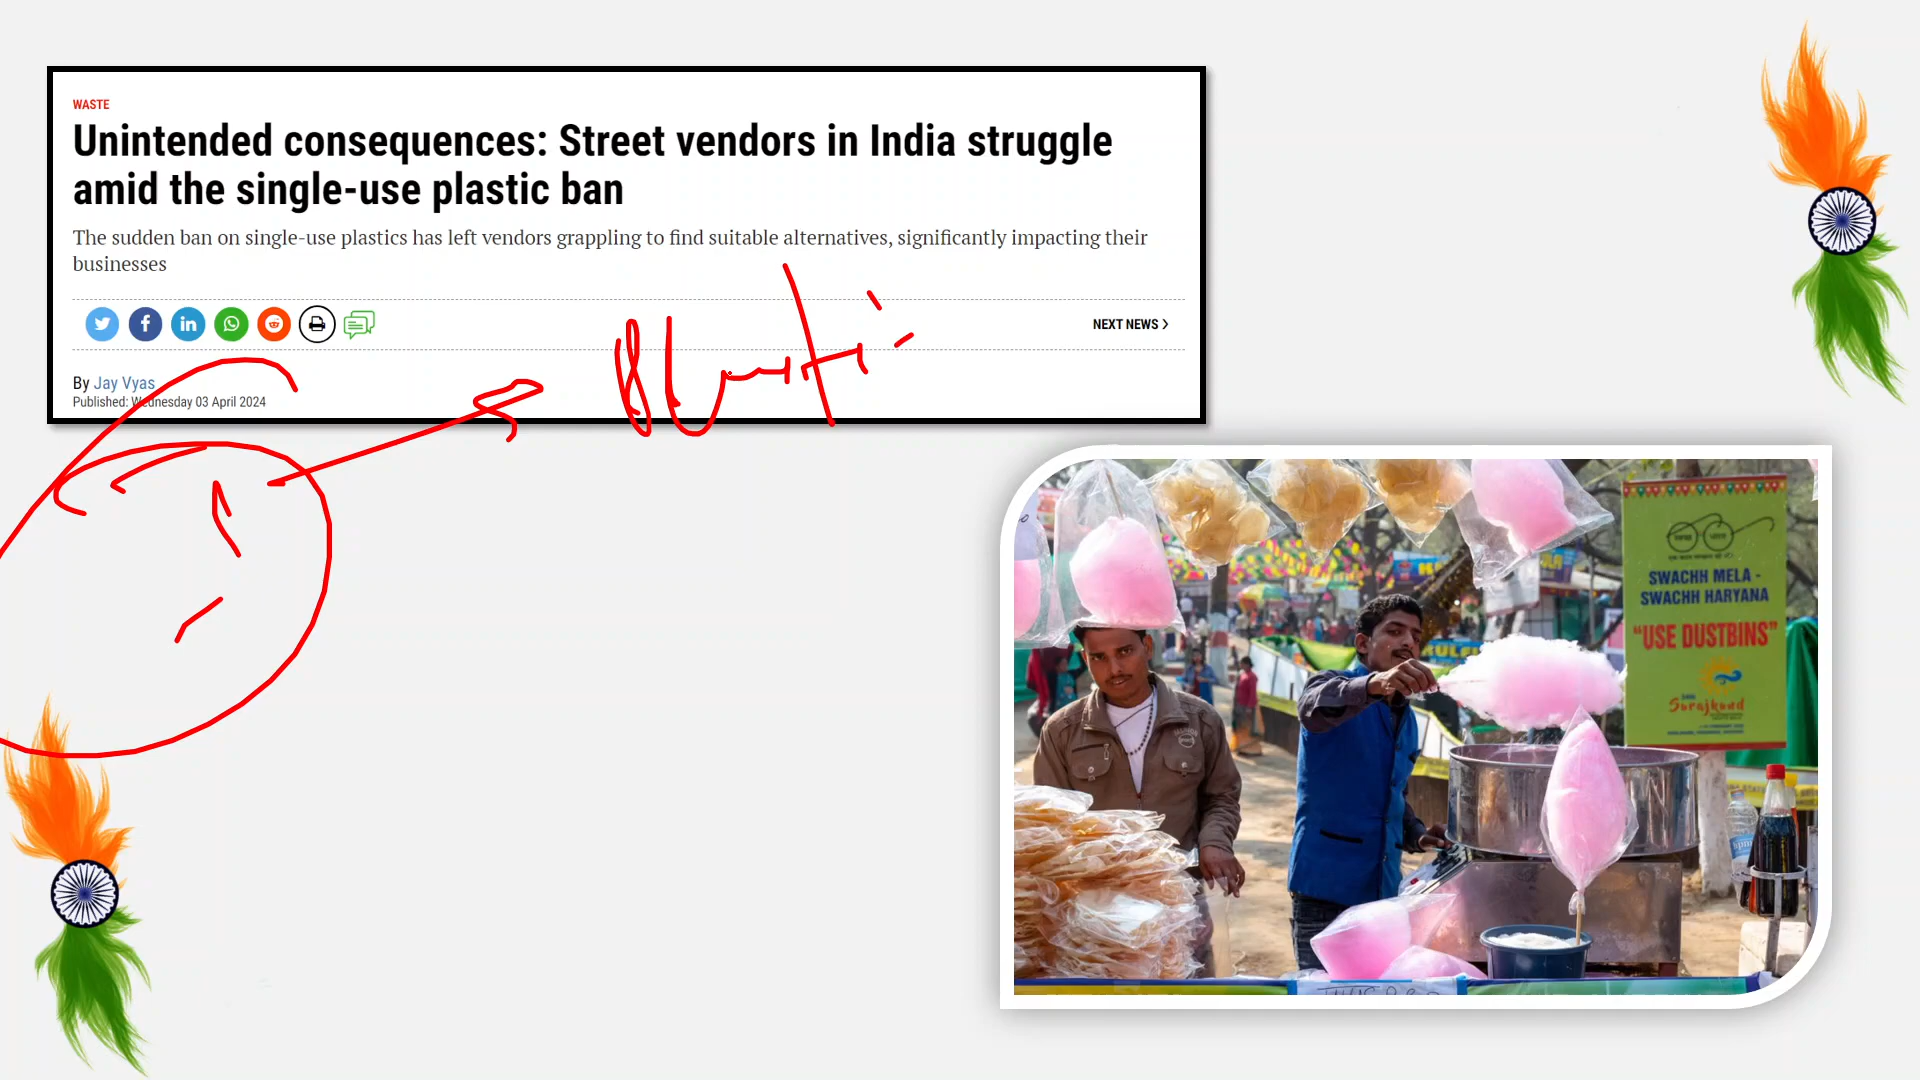 WASTE
Unintended consequences: Street vendors in India struggle
amid the single-use plastic ban
The sudden ban on single-use plastics has left vendors grappling to find suitable alternatives, significantly impacting their
businesses
NEXT NEWS >
By Jay Vyas
Published: Wednesday 03 April 2024
SWACHH MELA -
SWACHH HARYANA
"USE DUSTBINS"
Surajkund